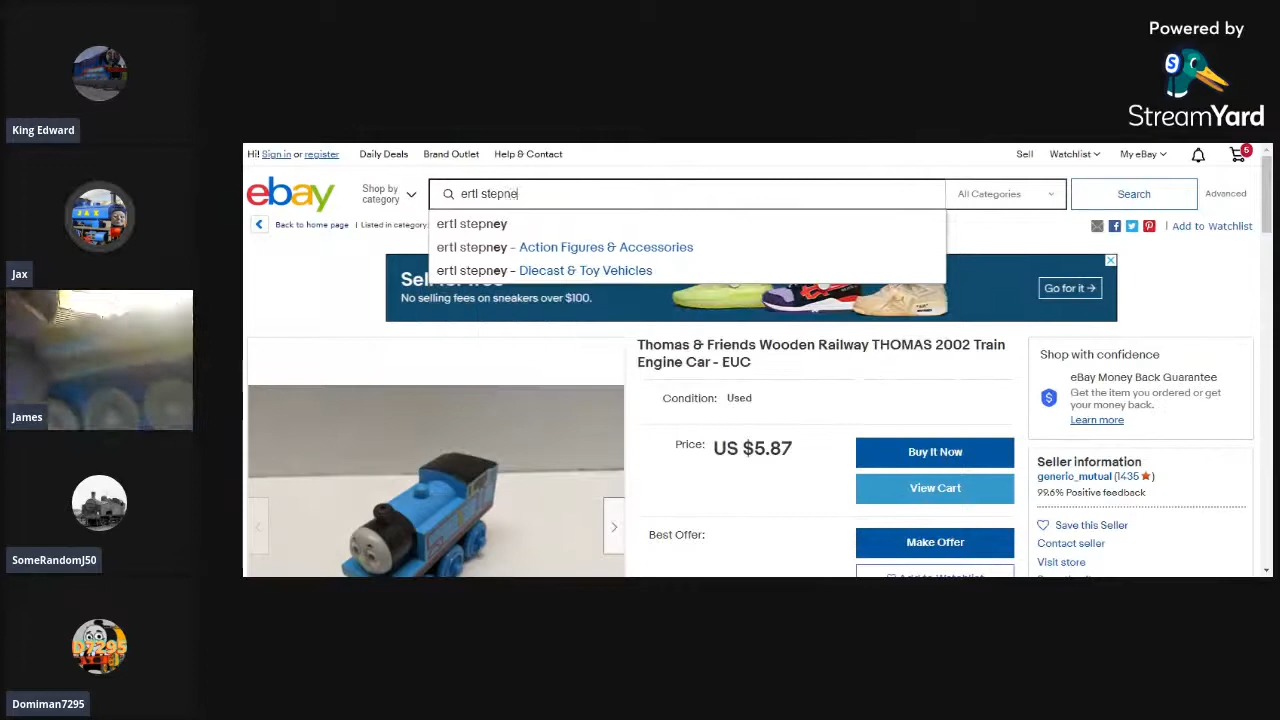 Powered by
StreamYard
King Edward
Jax
James
SomeRandomJ50
D7295
Domiman7295
Hi! Sign in or register Daily Deals Brand Outlet Help & Contact Sell Watchlist My eBay 5
ebay Shop by category ertl stepne All Categories Search Advanced
Back to home page | Listed in category: | Add to Watchlist
ertl stepney
ertl stepney - Action Figures & Accessories
ertl stepney - Diecast & Toy Vehicles
No selling fees on sneakers over $100. Go for it →
Thomas & Friends Wooden Railway THOMAS 2002 Train
Engine Car - EUC
Condition: Used
Price: US $5.87
Buy It Now
View Cart
Best Offer:
Make Offer
Add to Watchlist
Shop with confidence
eBay Money Back Guarantee
Get the item you ordered or get
your money back.
Learn more
Seller information
generic_mutual (1435 ★)
99.6% Positive feedback
Save this Seller
Contact seller
Visit store